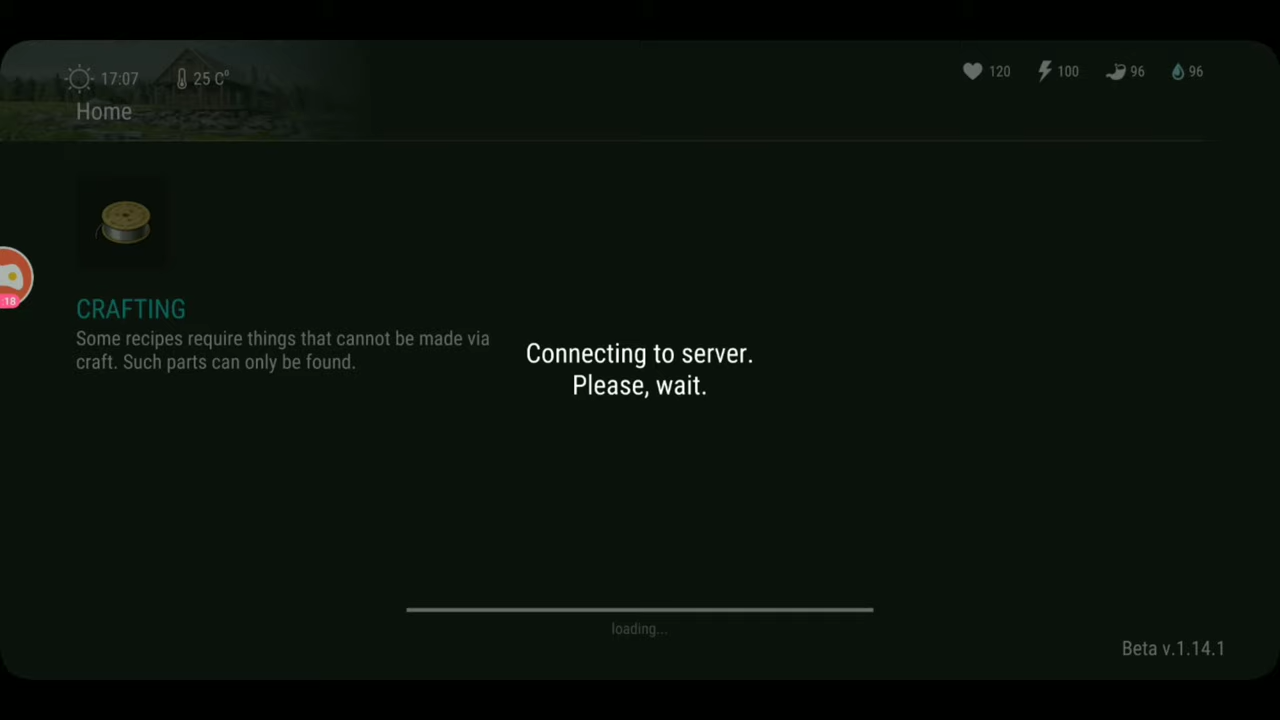 17:07
25 C°
120
100
96
96
Home
:18
CRAFTING
Some recipes require things that cannot be made via
craft. Such parts can only be found.
Connecting to server.
Please, wait.
loading...
Beta v.1.14.1